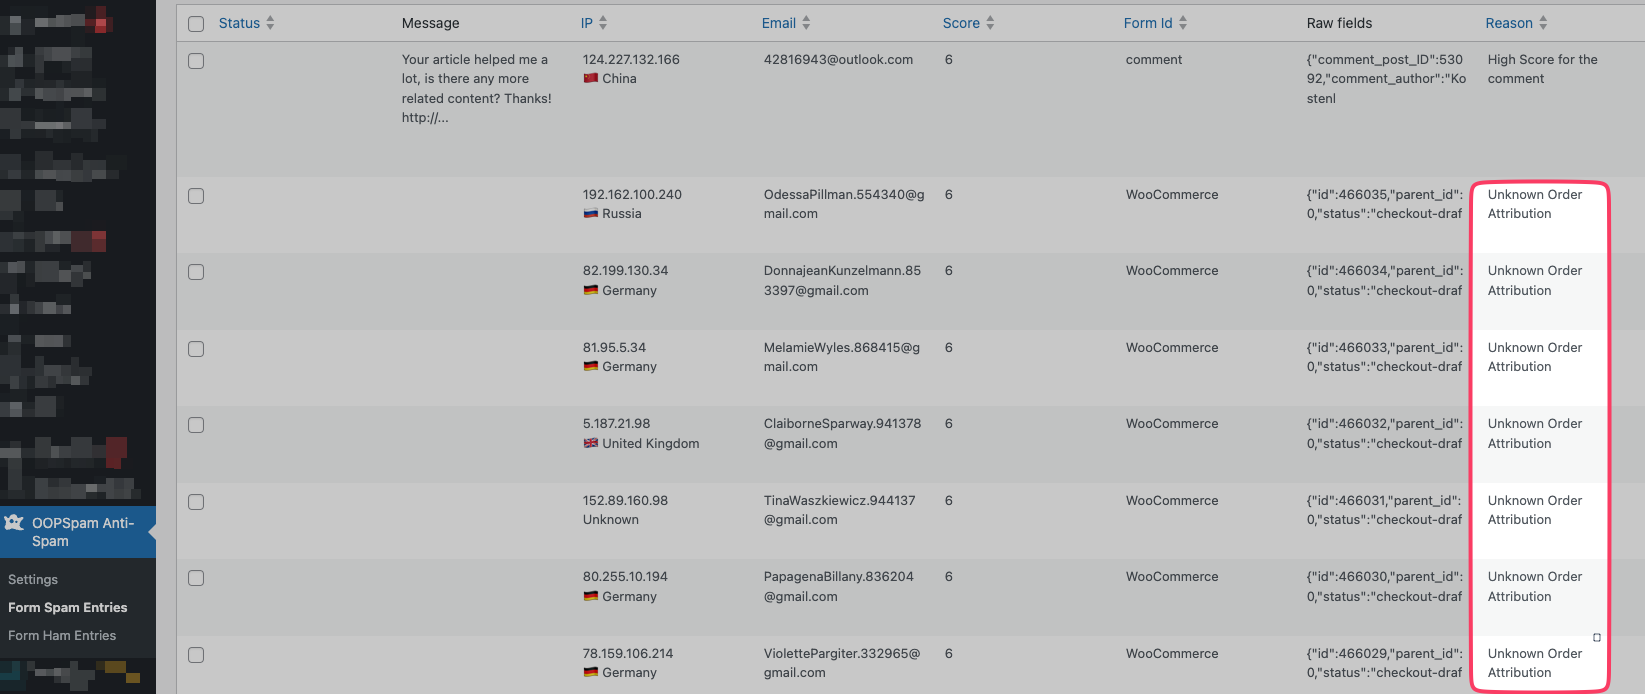 Status Message IP Email Score Form Id Raw fields Reason
Your article helped me a
lot, is there any more
related content? Thanks!
http://...
124.227.132.166
China
42816943@outlook.com
6
comment
{"comment_post_ID":530
92,"comment_author":"Ko
stenl
High Score for the
comment
192.162.100.240
Russia
OdessaPillman.554340@g
mail.com
6
WooCommerce
{"id":466035,"parent_id":
0,"status":"checkout-draf
Unknown Order
Attribution
82.199.130.34
Germany
DonnajeanKunzelmann.85
3397@gmail.com
6
WooCommerce
{"id":466034,"parent_id":
0,"status":"checkout-draf
Unknown Order
Attribution
81.95.5.34
Germany
MelamieWyles.868415@g
mail.com
6
WooCommerce
{"id":466033,"parent_id":
0,"status":"checkout-draf
Unknown Order
Attribution
5.187.21.98
United Kingdom
ClaiborneSparway.941378
@gmail.com
6
WooCommerce
{"id":466032,"parent_id":
0,"status":"checkout-draf
Unknown Order
Attribution
152.89.160.98
Unknown
TinaWaszkiewicz.944137
@gmail.com
6
WooCommerce
{"id":466031,"parent_id":
0,"status":"checkout-draf
Unknown Order
Attribution
80.255.10.194
Germany
PapagenaBillany.836204
@gmail.com
6
WooCommerce
{"id":466030,"parent_id":
0,"status":"checkout-draf
Unknown Order
Attribution
78.159.106.214
Germany
ViolettePargiter.332965@
gmail.com
6
WooCommerce
{"id":466029,"parent_id":
0,"status":"checkout-draf
Unknown Order
Attribution
OOPSpam Anti-
Spam
Settings
Form Spam Entries
Form Ham Entries